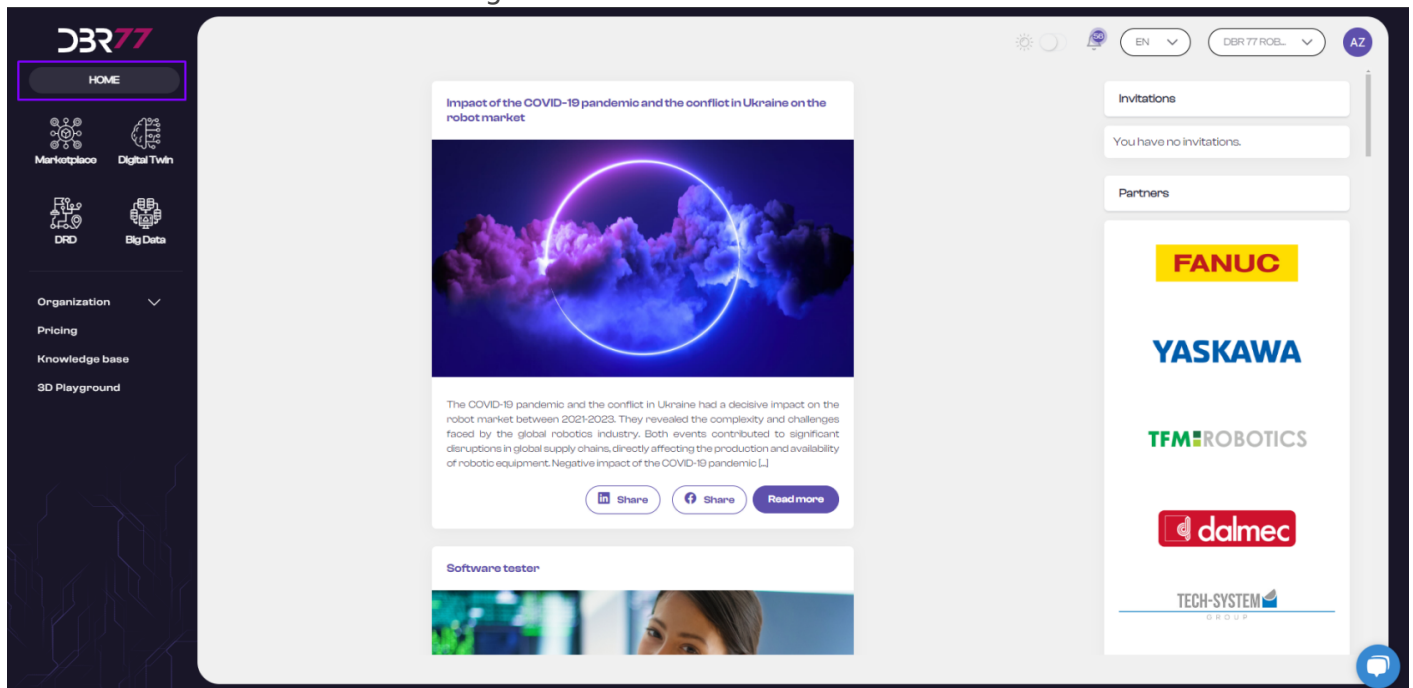 DBR77
HOME
Marketplace
Digital Twin
DRD
Big Data
Organization
Pricing
Knowledge base
3D Playground
EN
DBR 77 ROB...
AZ
Impact of the COVID-19 pandemic and the conflict in Ukraine on the
robot market
The COVID-19 pandemic and the conflict in Ukraine had a decisive impact on the
robot market between 2021-2023. They revealed the complexity and challenges
faced by the global robotics industry. Both events contributed to significant
disruptions in global supply chains, directly affecting the production and availability
of robotic equipment. Negative impact of the COVID-19 pandemic [...]
Share
Share
Read more
Software tester
Invitations
You have no invitations.
Partners
FANUC
YASKAWA
TFM ROBOTICS
dalmec
TECH-SYSTEM
GROUP